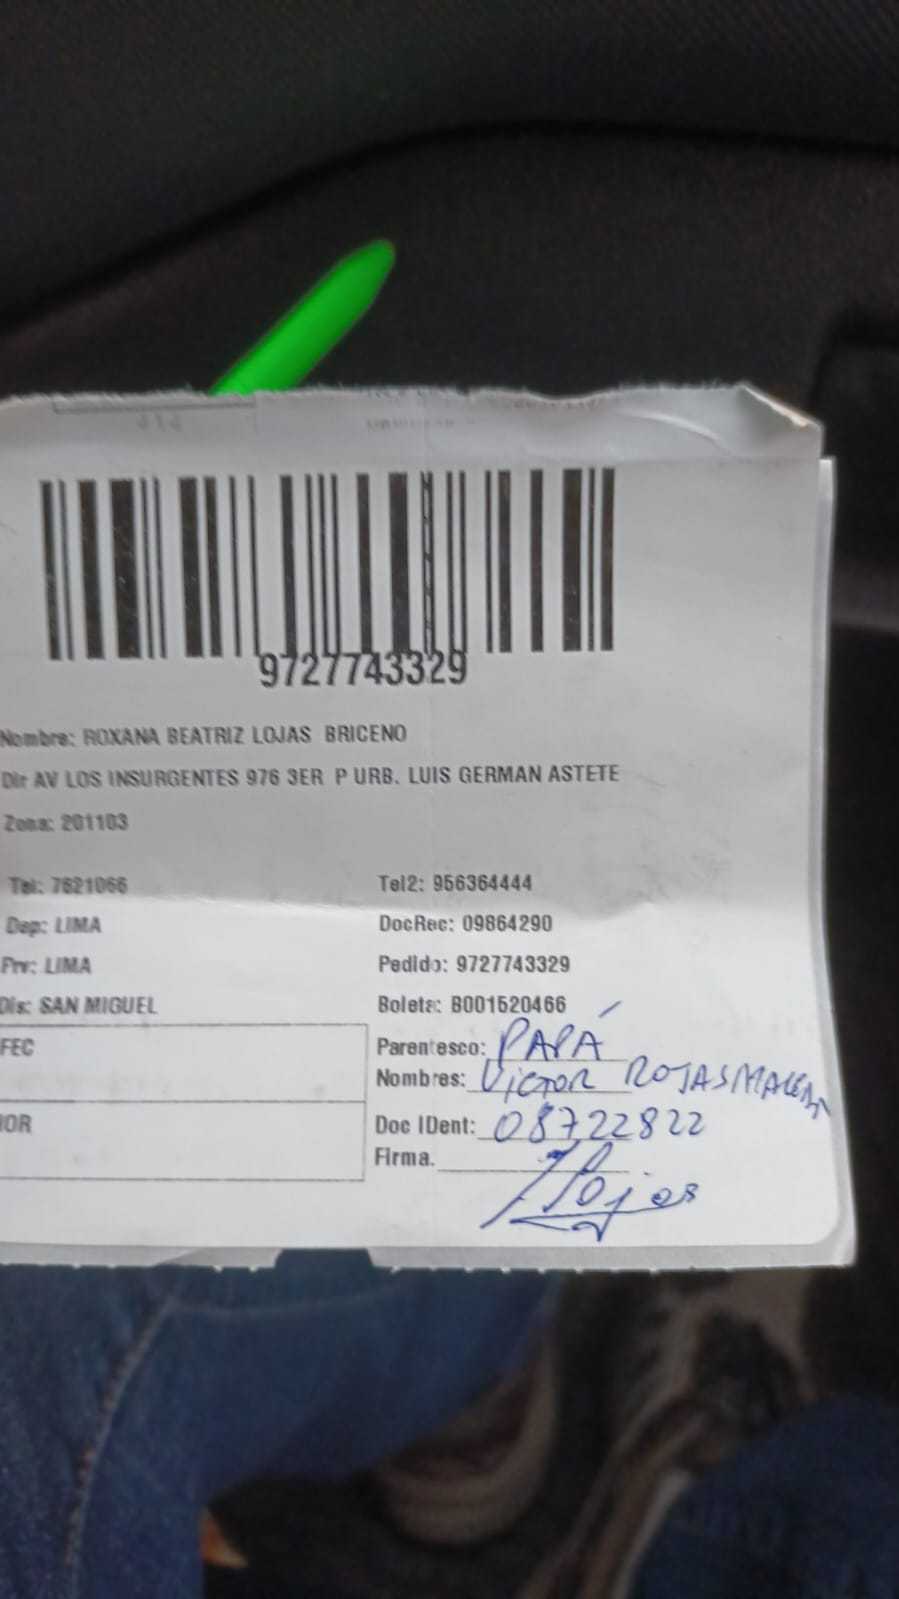 9727743329
Nombre: ROXANA BEATRIZ LOJAS BRICENO
Dir AV LOS INSURGENTES 976 3ER P URB. LUIS GERMAN ASTETE
Zona: 201103
Tel: 7621066 Tel2: 956364444
Dep: LIMA DocRec: 09864290
Prv: LIMA Pedido: 9727743329
Dis: SAN MIGUEL Boleta: B001520466
FEC Parentesco: PAPÁ
Nombres: VICTOR ROJAS
HOR Doc IDent: 08722822
Firma. Rojas